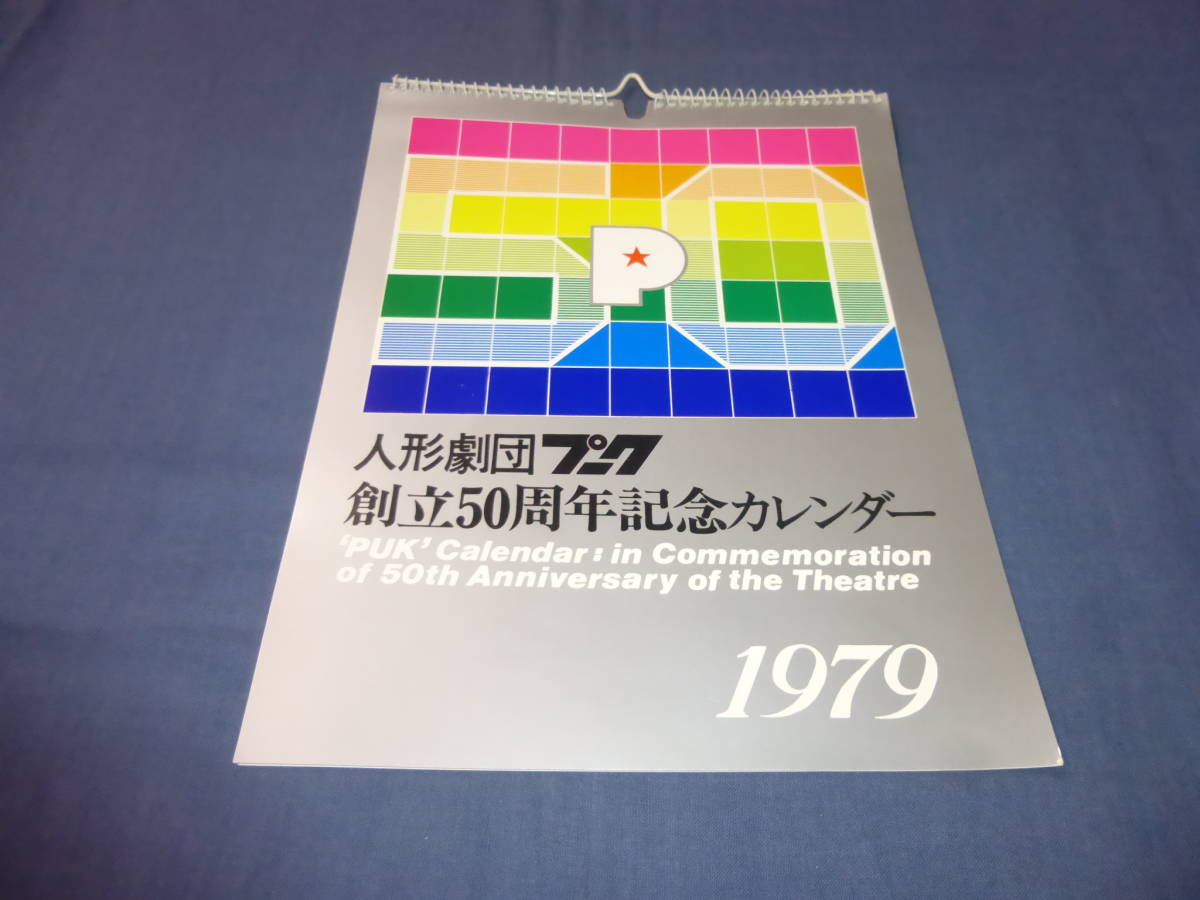 P
人形劇団プーク
創立50周年記念カレンダー
‘PUK’ Calendar: in Commemoration
of 50th Anniversary of the Theatre
1979